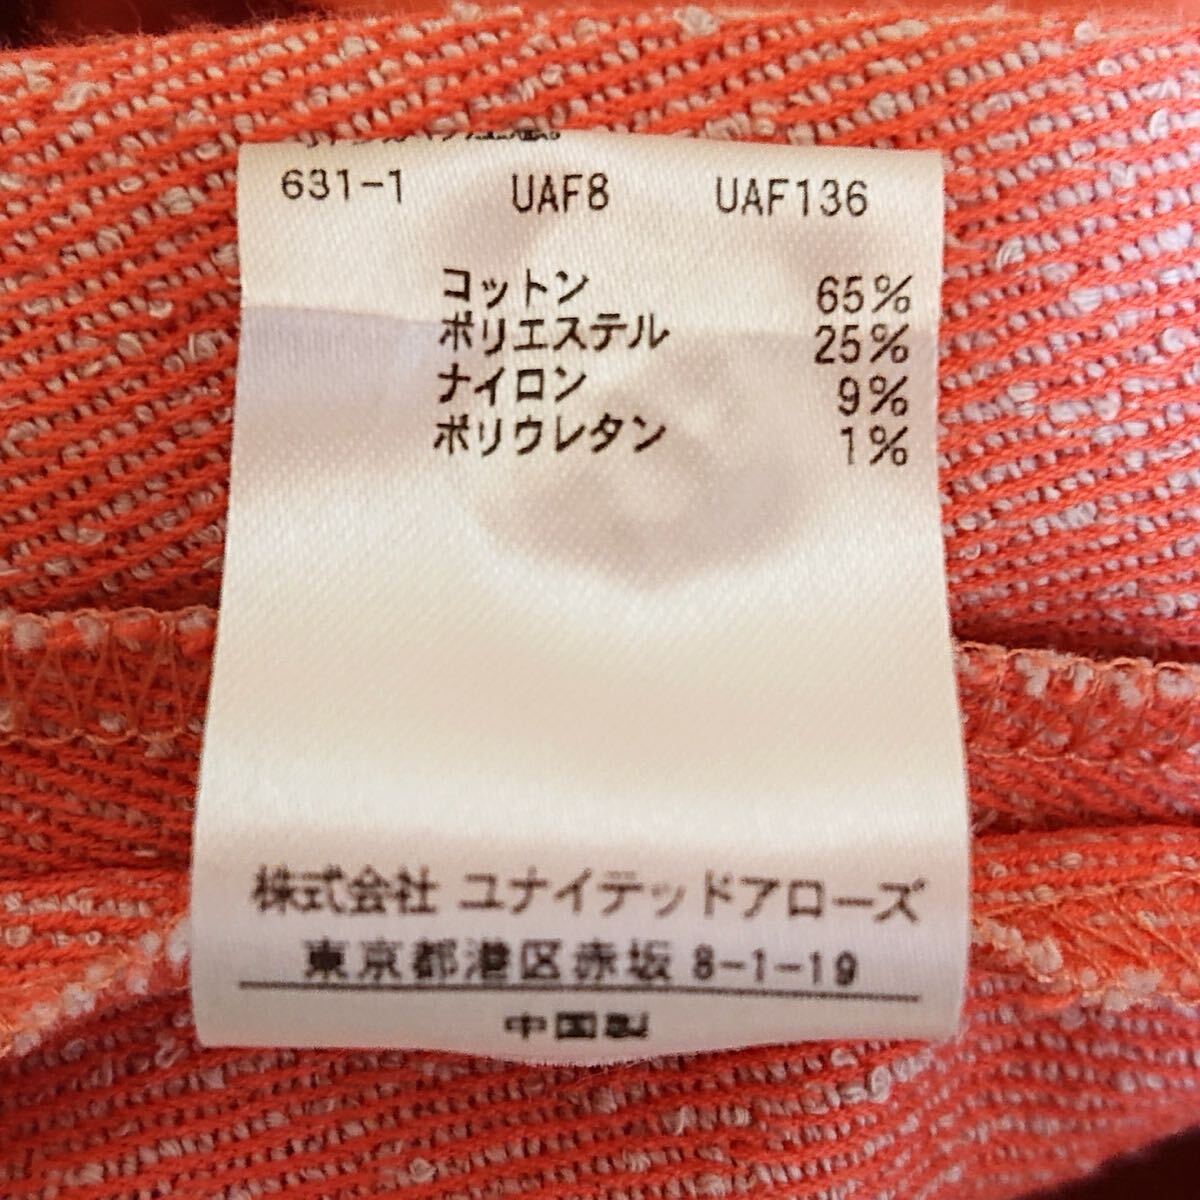 631-1 UAF8 UAF136
コットン 65%
ポリエステル 25%
ナイロン 9%
ポリウレタン 1%
株式会社 ユナイテッドアローズ
東京都港区赤坂 8-1-19
中国製